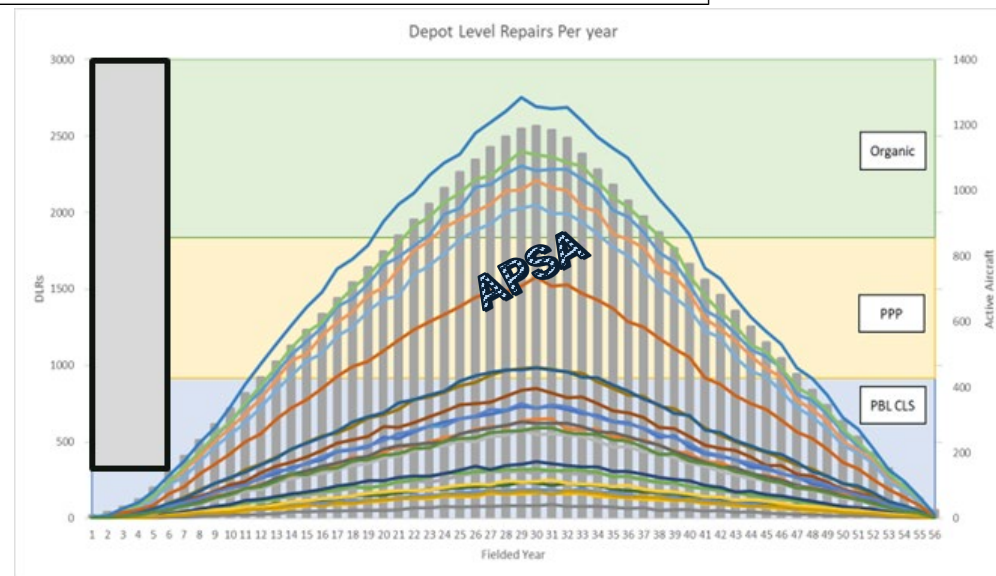 Depot Level Repairs Per year
3000
2500
2000
1500
1000
500
0
DLRs
1400
1200
1000
800
600
400
200
0
Active Aircraft
Organic
PPP
PBL CLS
APSA
1 2 3 4 5 6 7 8 9 10 11 12 13 14 15 16 17 18 19 20 21 22 23 24 25 26 27 28 29 30 31 32 33 34 35 36 37 38 39 40 41 42 43 44 45 46 47 48 49 50 51 52 53 54 55 56
Fielded Year